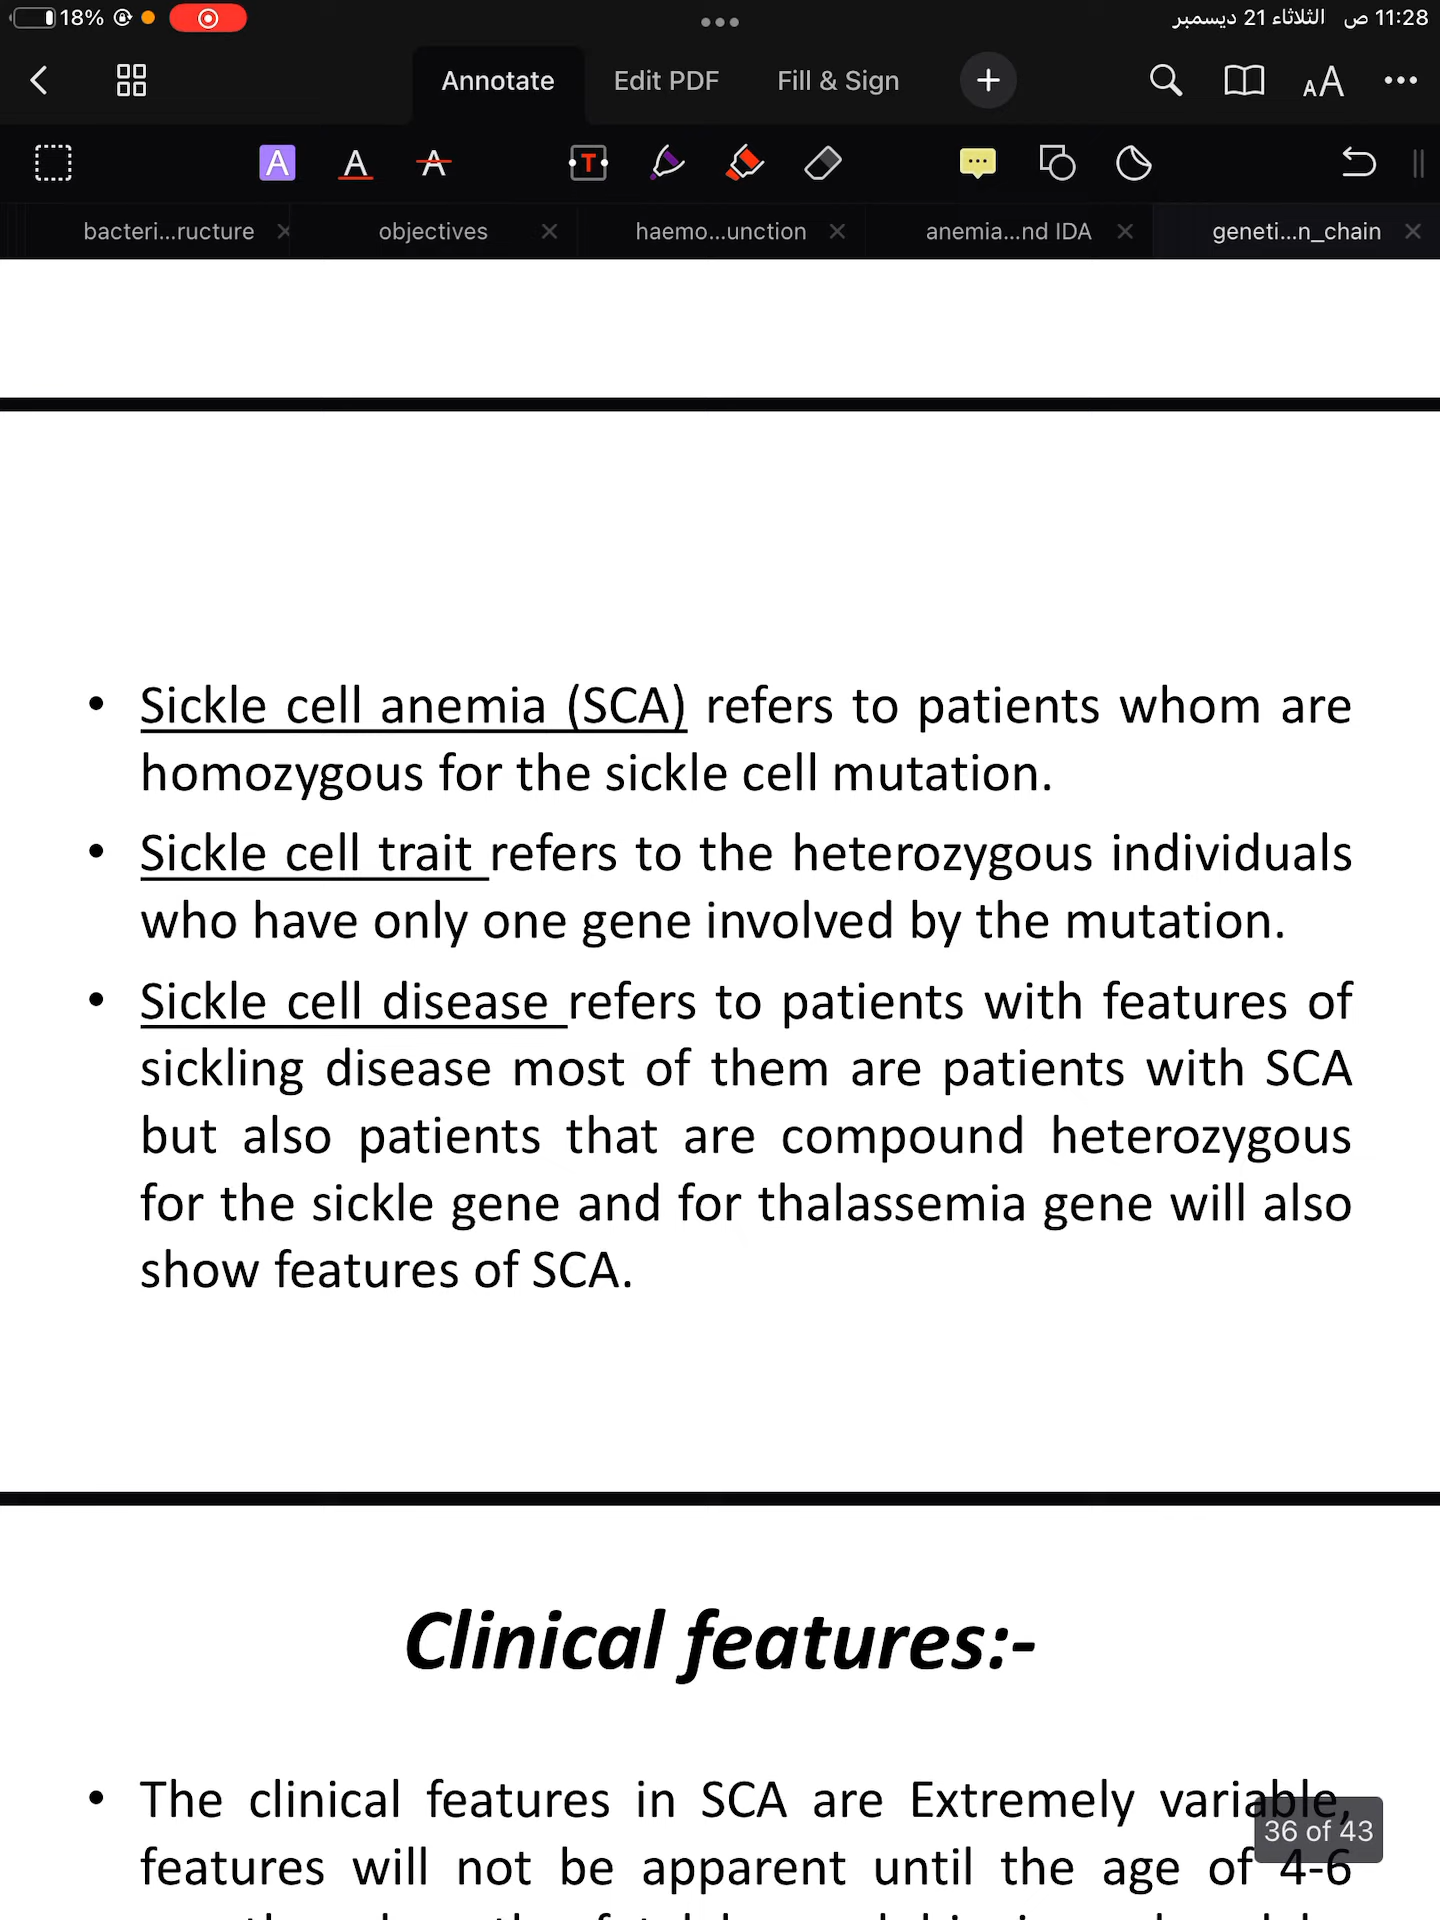 18% الثلاثاء 21 ديسمبر 11:28 ص
Annotate Edit PDF Fill & Sign AA
A A A T
bacteri...ructure objectives haemo...unction anemia...nd IDA geneti...n_chain
• Sickle cell anemia (SCA) refers to patients whom are
homozygous for the sickle cell mutation.
• Sickle cell trait refers to the heterozygous individuals
who have only one gene involved by the mutation.
• Sickle cell disease refers to patients with features of
sickling disease most of them are patients with SCA
but also patients that are compound heterozygous
for the sickle gene and for thalassemia gene will also
show features of SCA.
Clinical features:-
• The clinical features in SCA are Extremely variable,
36 of 43
features will not be apparent until the age of 4-6